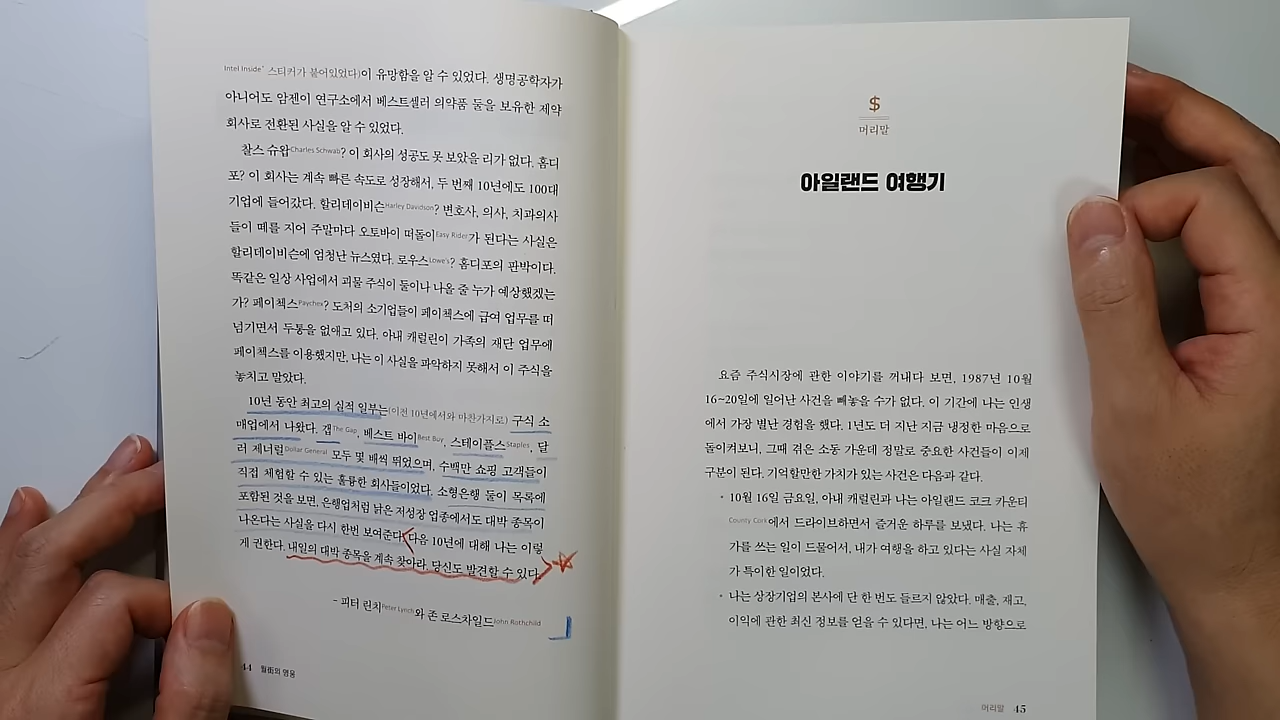 Intel Inside" 스티커가 붙어있었다)이 유망함을 알 수 있었다. 생명공학자가
아니어도 암젠이 연구소에서 베스트셀러 의약품 둘을 보유한 제약
회사로 전환된 사실을 알 수 있었다.
찰스 슈왑Charles Schwab? 이 회사의 성공도 못 보았을 리가 없다. 홈디
포? 이 회사는 계속 빠른 속도로 성장해서, 두 번째 10년에도 100대
기업에 들어갔다. 할리데이비슨Harley Davidson? 변호사, 의사, 치과의사
들이 떼를 지어 주말마다 오토바이 떠돌이Easy Rider가 된다는 사실은
할리데이비슨에 엄청난 뉴스였다. 로우스Lowe's? 홈디포의 판박이다.
똑같은 일상 사업에서 괴물 주식이 둘이나 나올 줄 누가 예상했겠는
가? 페이첵스Paychex? 도처의 소기업들이 페이첵스에 급여 업무를 떠
넘기면서 두통을 없애고 있다. 아내 캐럴린이 가족의 재단 업무에
페이첵스를 이용했지만, 나는 이 사실을 파악하지 못해서 이 주식을
놓치고 말았다.
10년 동안 최고의 실적 일부는(이전 10년에서와 마찬가지로) 구식 소
매업에서 나왔다. 갭The Gap, 베스트 바이Best Buy, 스테이플스Staples, 달
러 제너럴Dollar General 모두 몇 배씩 뛰었으며, 수백만 쇼핑 고객들이
직접 체험할 수 있는 훌륭한 회사들이었다. 소형은행 둘이 목록에
포함된 것을 보면, 은행업처럼 낡은 저성장 업종에서도 대박 종목이
나온다는 사실을 다시 한번 보여준다. 다음 10년에 대해 나는 이렇
게 권한다. 내일의 대박 종목을 계속 찾아라. 당신도 발견할 수 있다.
- 피터 린치Peter Lynch와 존 로스차일드John Rothchild
44 월街의 영웅
$
머리말
아일랜드 여행기
요즘 주식시장에 관한 이야기를 꺼내다 보면, 1987년 10월
16~20일에 일어난 사건을 빼놓을 수가 없다. 이 기간에 나는 인생
에서 가장 별난 경험을 했다. 1년도 더 지난 지금 냉정한 마음으로
돌이켜보니, 그때 겪은 소동 가운데 정말로 중요한 사건들이 이제
구분이 된다. 기억할만한 가치가 있는 사건은 다음과 같다.
• 10월 16일 금요일, 아내 캐럴린과 나는 아일랜드 코크 카운티
County Cork에서 드라이브하면서 즐거운 하루를 보냈다. 나는 휴
가를 쓰는 일이 드물어서, 내가 여행을 하고 있다는 사실 자체
가 특이한 일이었다.
• 나는 상장기업의 본사에 단 한 번도 들르지 않았다. 매출, 재고,
이익에 관한 최신 정보를 얻을 수 있다면, 나는 어느 방향으로
머리말 45